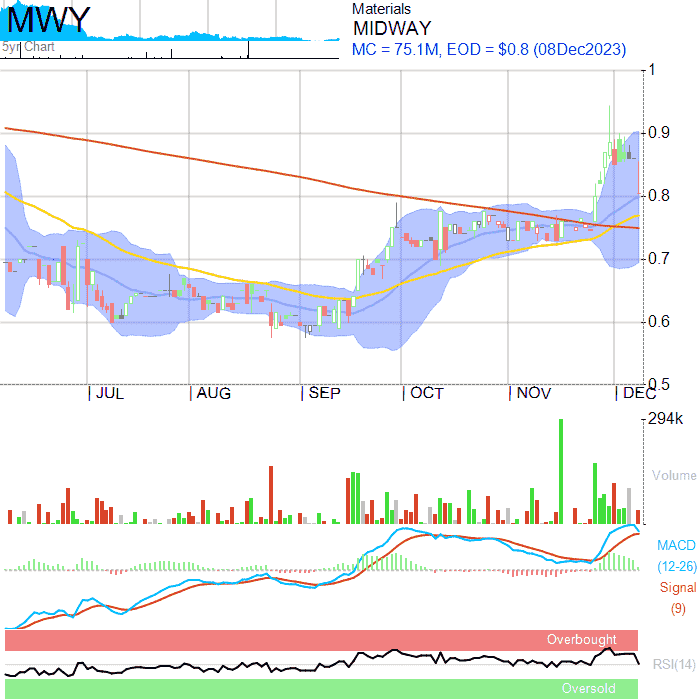 MWY
5yr Chart
Materials
MIDWAY
MC = 75.1M, EOD = $0.8 (08Dec2023)
1
0.9
0.8
0.7
0.6
0.5
JUL AUG SEP OCT NOV DEC
294k
Volume
MACD
(12-26)
Signal
(9)
Overbought
RSI(14)
Oversold